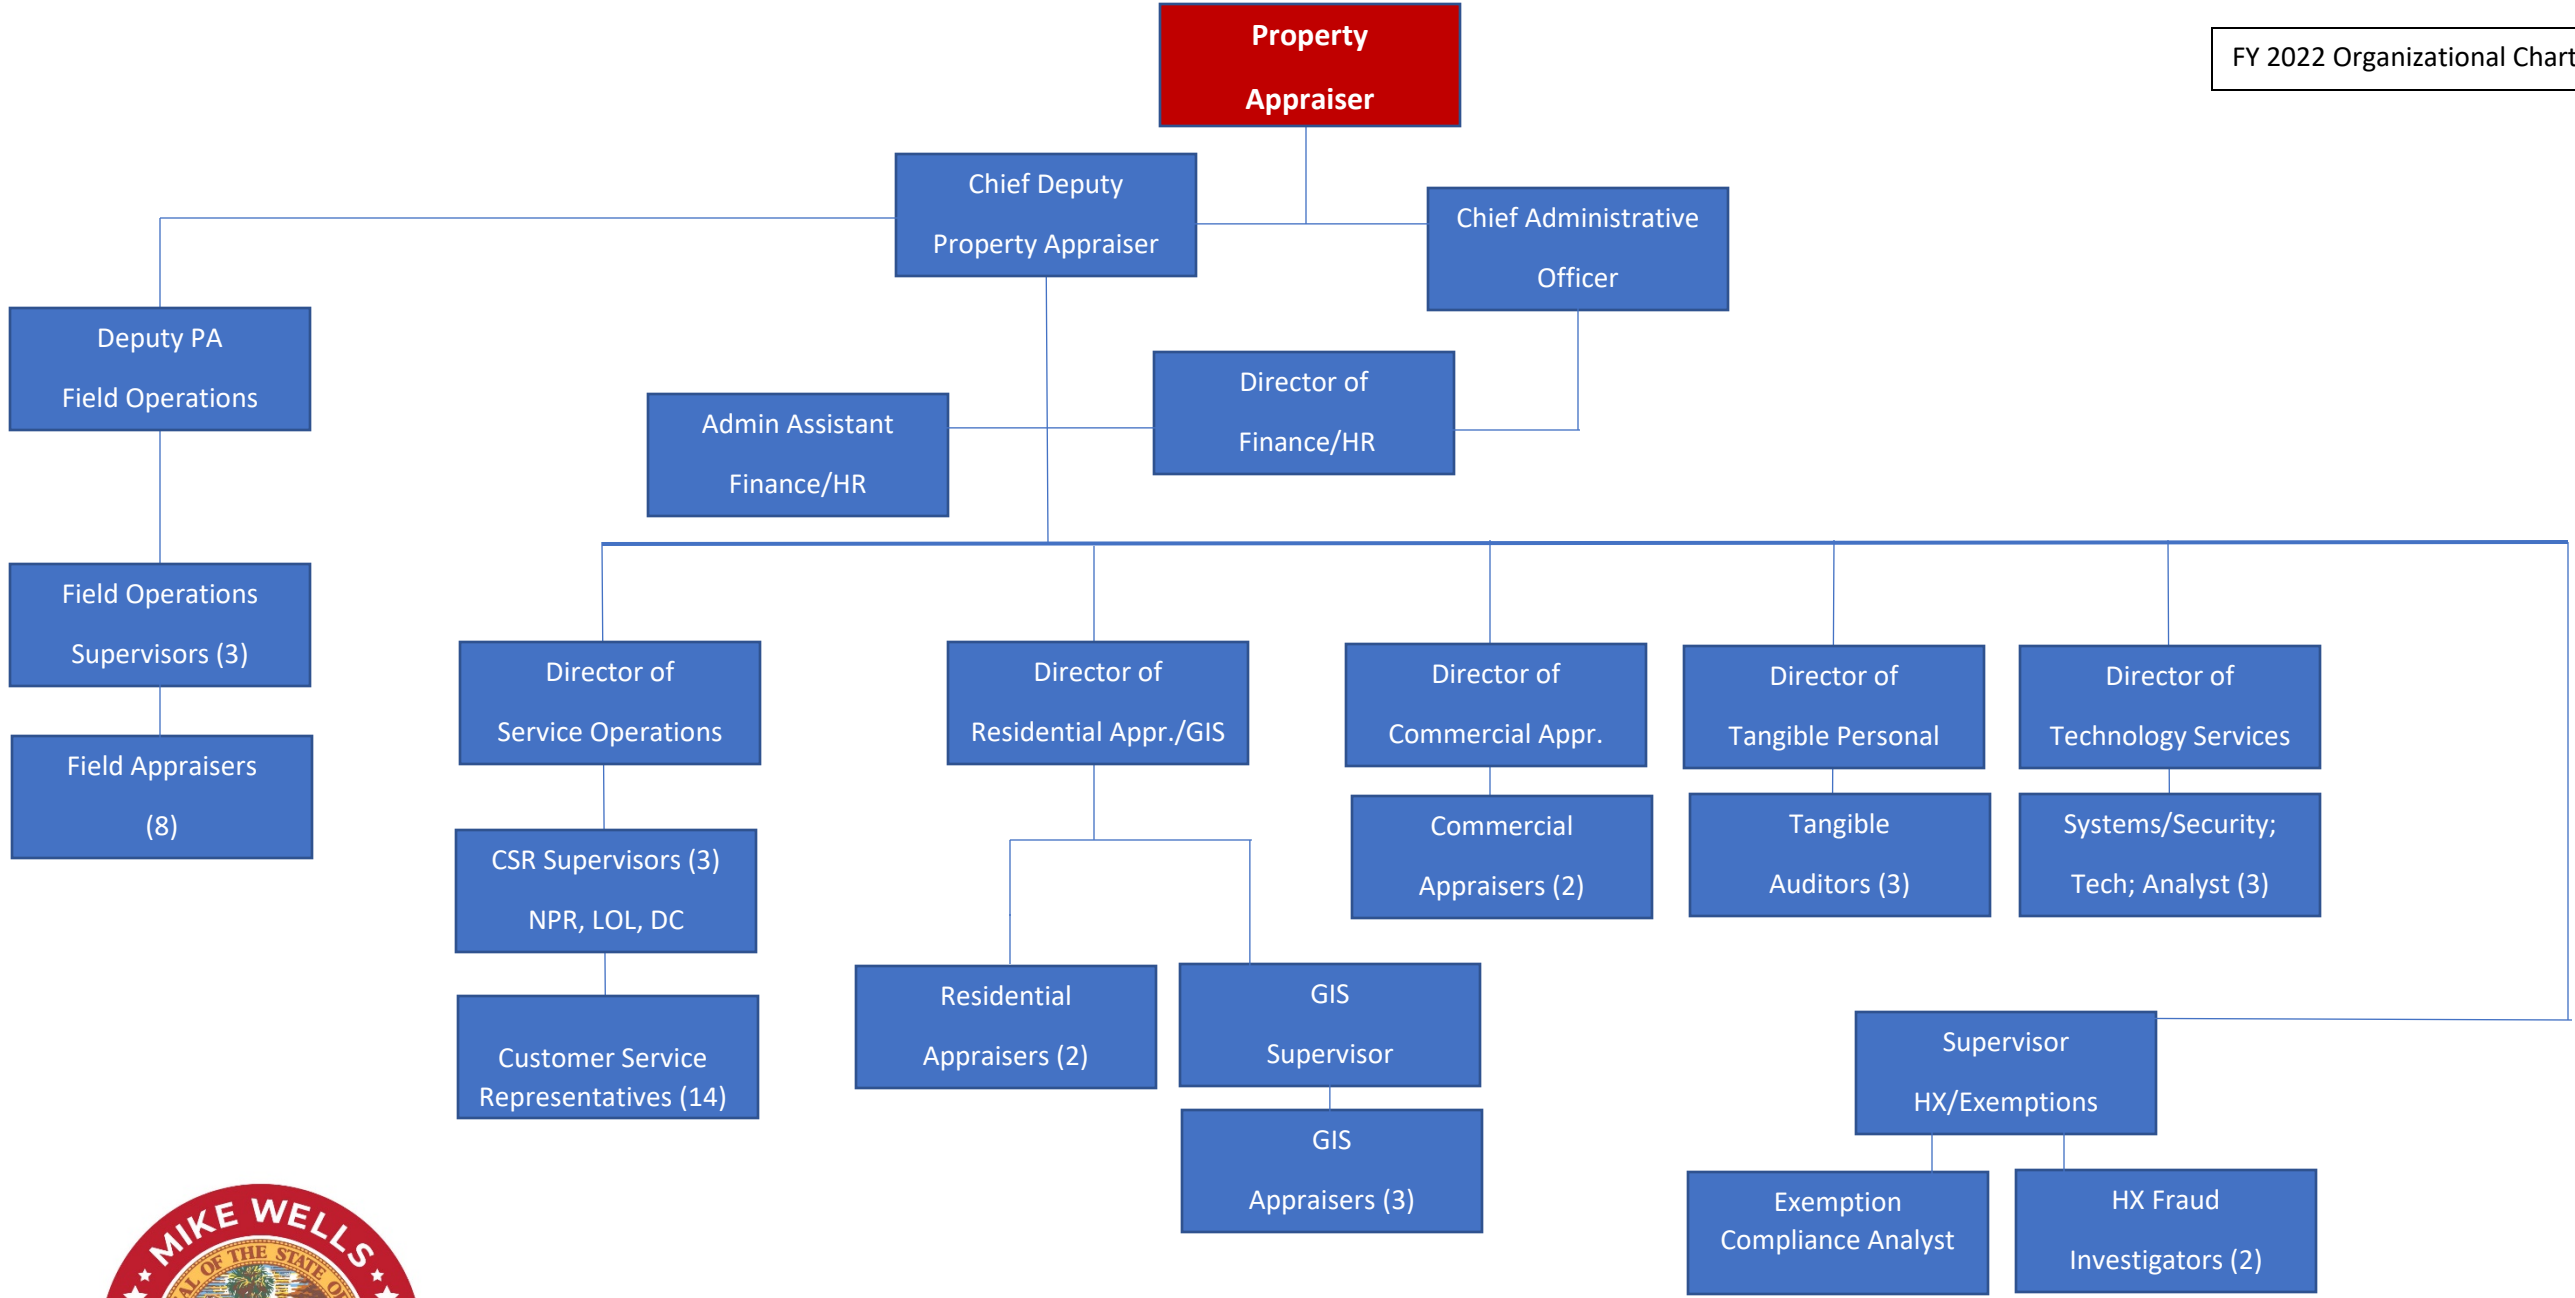 Property
Appraiser
FY 2022 Organizational Chart
Chief Deputy
Property Appraiser
Chief Administrative
Officer
Deputy PA
Field Operations
Director of
Finance/HR
Admin Assistant
Finance/HR
Field Operations
Supervisors (3)
Field Appraisers
(8)
Director of
Service Operations
Director of
Residential Appr./GIS
Director of
Commercial Appr.
Director of
Tangible Personal
Director of
Technology Services
CSR Supervisors (3)
NPR, LOL, DC
Commercial
Appraisers (2)
Tangible
Auditors (3)
Systems/Security;
Tech; Analyst (3)
Customer Service
Representatives (14)
Residential
Appraisers (2)
GIS
Supervisor
GIS
Appraisers (3)
Supervisor
HX/Exemptions
Exemption
Compliance Analyst
HX Fraud
Investigators (2)
MIKE WELLS
OF THE STATE